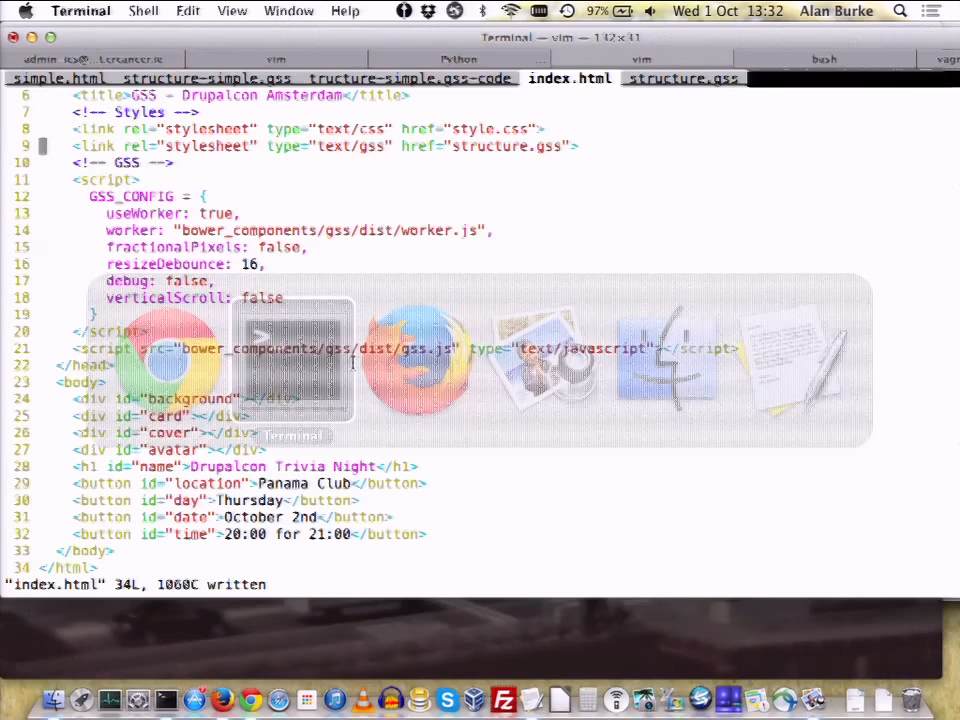 Terminal Shell Edit View Window Help 97% Wed 1 Oct 13:32 Alan Burke
Terminal — vim — 132×31
vim Python ... vim bash
simple.html structure-simple.gss tructure-simple.gss-code index.html structure.gss
6 <title>GSS - Drupalcon Amsterdam</title>
7 <!-- Styles -->
8 <link rel="stylesheet" type="text/css" href="style.css">
9 <link rel="stylesheet" type="text/gss" href="structure.gss">
10 <!-- GSS -->
11 <script>
12 GSS_CONFIG = {
13 useWorker: true,
14 worker: "bower_components/gss/dist/worker.js",
15 fractionalPixels: false,
16 resizeDebounce: 16,
17 debug: false,
18 verticalScroll: false
19 }
20 </script>
21 <script src="bower_components/gss/dist/gss.js" type="text/javascript"></script>
22 </head>
23 <body>
24 <div id="background"></div>
25 <div id="card"></div>
26 <div id="cover"></div>
Terminal
27 <div id="avatar"></div>
28 <h1 id="name">Drupalcon Trivia Night</h1>
29 <button id="location">Panama Club</button>
30 <button id="day">Thursday</button>
31 <button id="date">October 2nd</button>
32 <button id="time">20:00 for 21:00</button>
33 </body>
34 </html>
"index.html" 34L, 1060C written